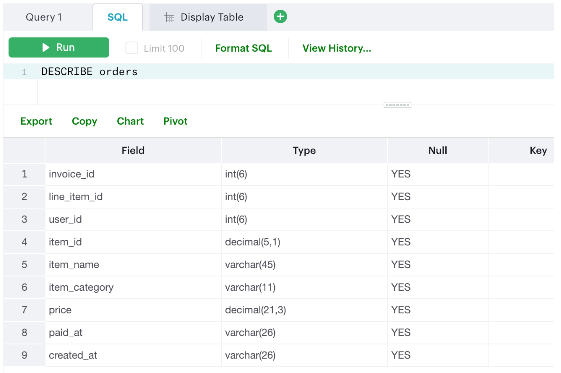 Query 1 SQL Display Table
Run Limit 100 Format SQL View History...
1 DESCRIBE orders
Export Copy Chart Pivot
Field Type Null Key
1 invoice_id int(6) YES
2 line_item_id int(6) YES
3 user_id int(6) YES
4 item_id decimal(5,1) YES
5 item_name varchar(45) YES
6 item_category varchar(11) YES
7 price decimal(21,3) YES
8 paid_at varchar(26) YES
9 created_at varchar(26) YES